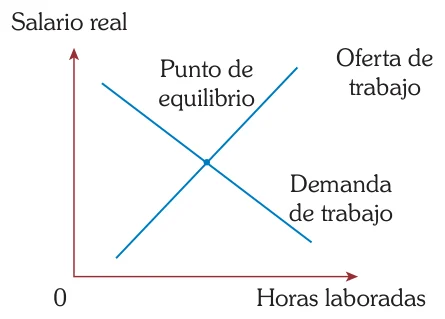 Salario real
Punto de
equilibrio
Oferta de
trabajo
Demanda
de trabajo
0
Horas laboradas